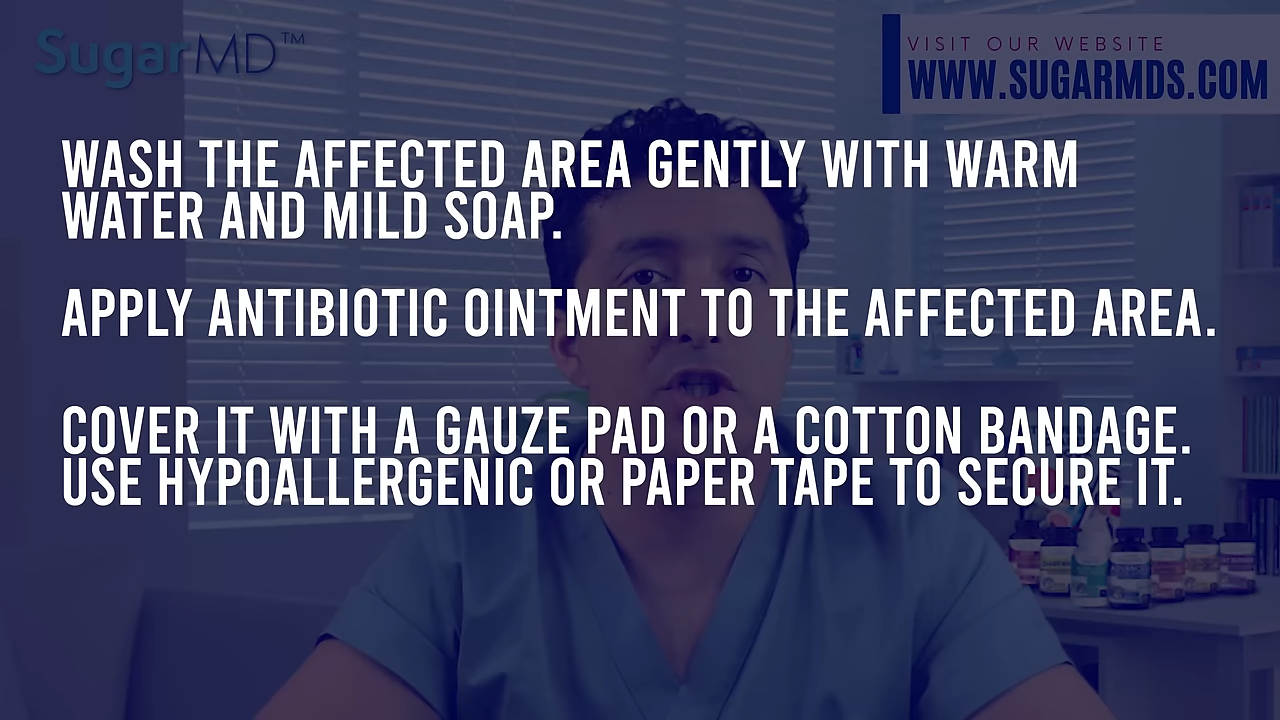 SugarMD™
VISIT OUR WEBSITE
WWW.SUGARMDS.COM
WASH THE AFFECTED AREA GENTLY WITH WARM
WATER AND MILD SOAP.
APPLY ANTIBIOTIC OINTMENT TO THE AFFECTED AREA.
COVER IT WITH A GAUZE PAD OR A COTTON BANDAGE.
USE HYPOALLERGENIC OR PAPER TAPE TO SECURE IT.